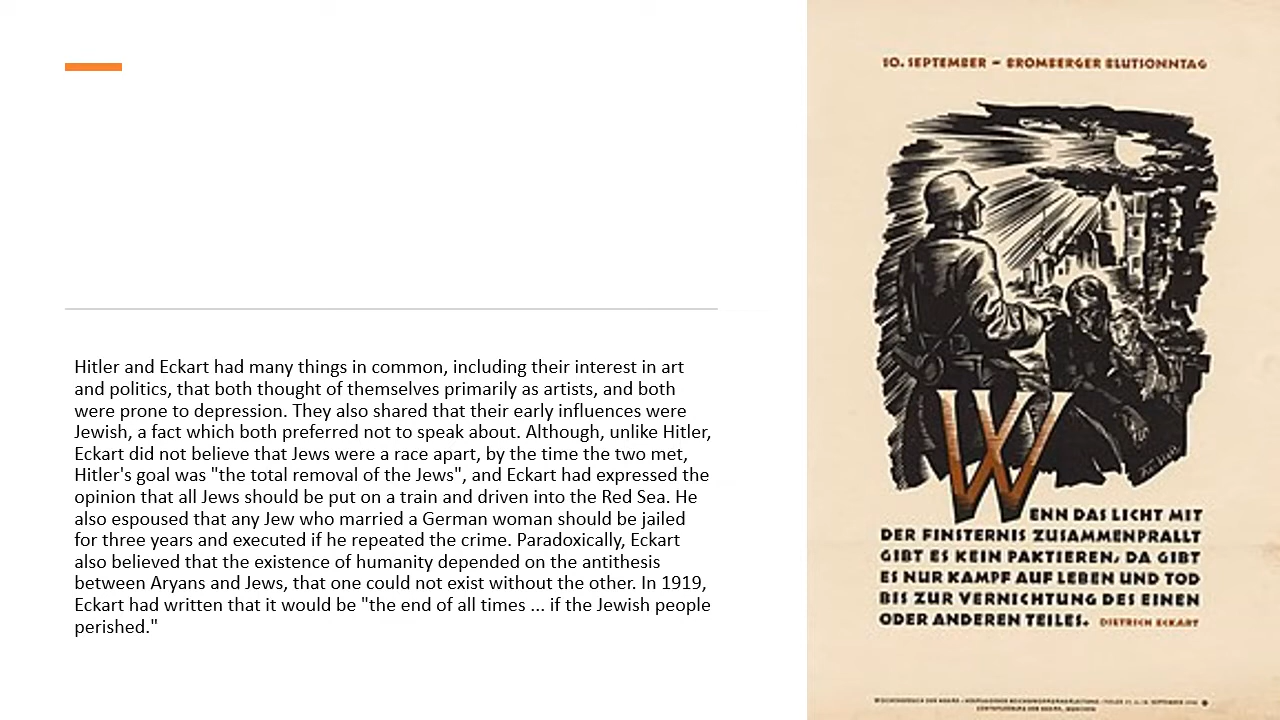 Hitler and Eckart had many things in common, including their interest in art
and politics, that both thought of themselves primarily as artists, and both
were prone to depression. They also shared that their early influences were
Jewish, a fact which both preferred not to speak about. Although, unlike Hitler,
Eckart did not believe that Jews were a race apart, by the time the two met,
Hitler's goal was "the total removal of the Jews", and Eckart had expressed the
opinion that all Jews should be put on a train and driven into the Red Sea. He
also espoused that any Jew who married a German woman should be jailed
for three years and executed if he repeated the crime. Paradoxically, Eckart
also believed that the existence of humanity depended on the antithesis
between Aryans and Jews, that one could not exist without the other. In 1919,
Eckart had written that it would be "the end of all times ... if the Jewish people
perished."
10. SEPTEMBER – BROMBERGER BLUTSONNTAG
WENN DAS LICHT MIT
DER FINSTERNIS ZUSAMMENPRALLT
GIBT ES KEIN PAKTIEREN, DA GIBT
ES NUR KAMPF AUF LEBEN UND TOD
BIS ZUR VERNICHTUNG DES EINEN
ODER ANDEREN TEILES. DIETRICH ECKART